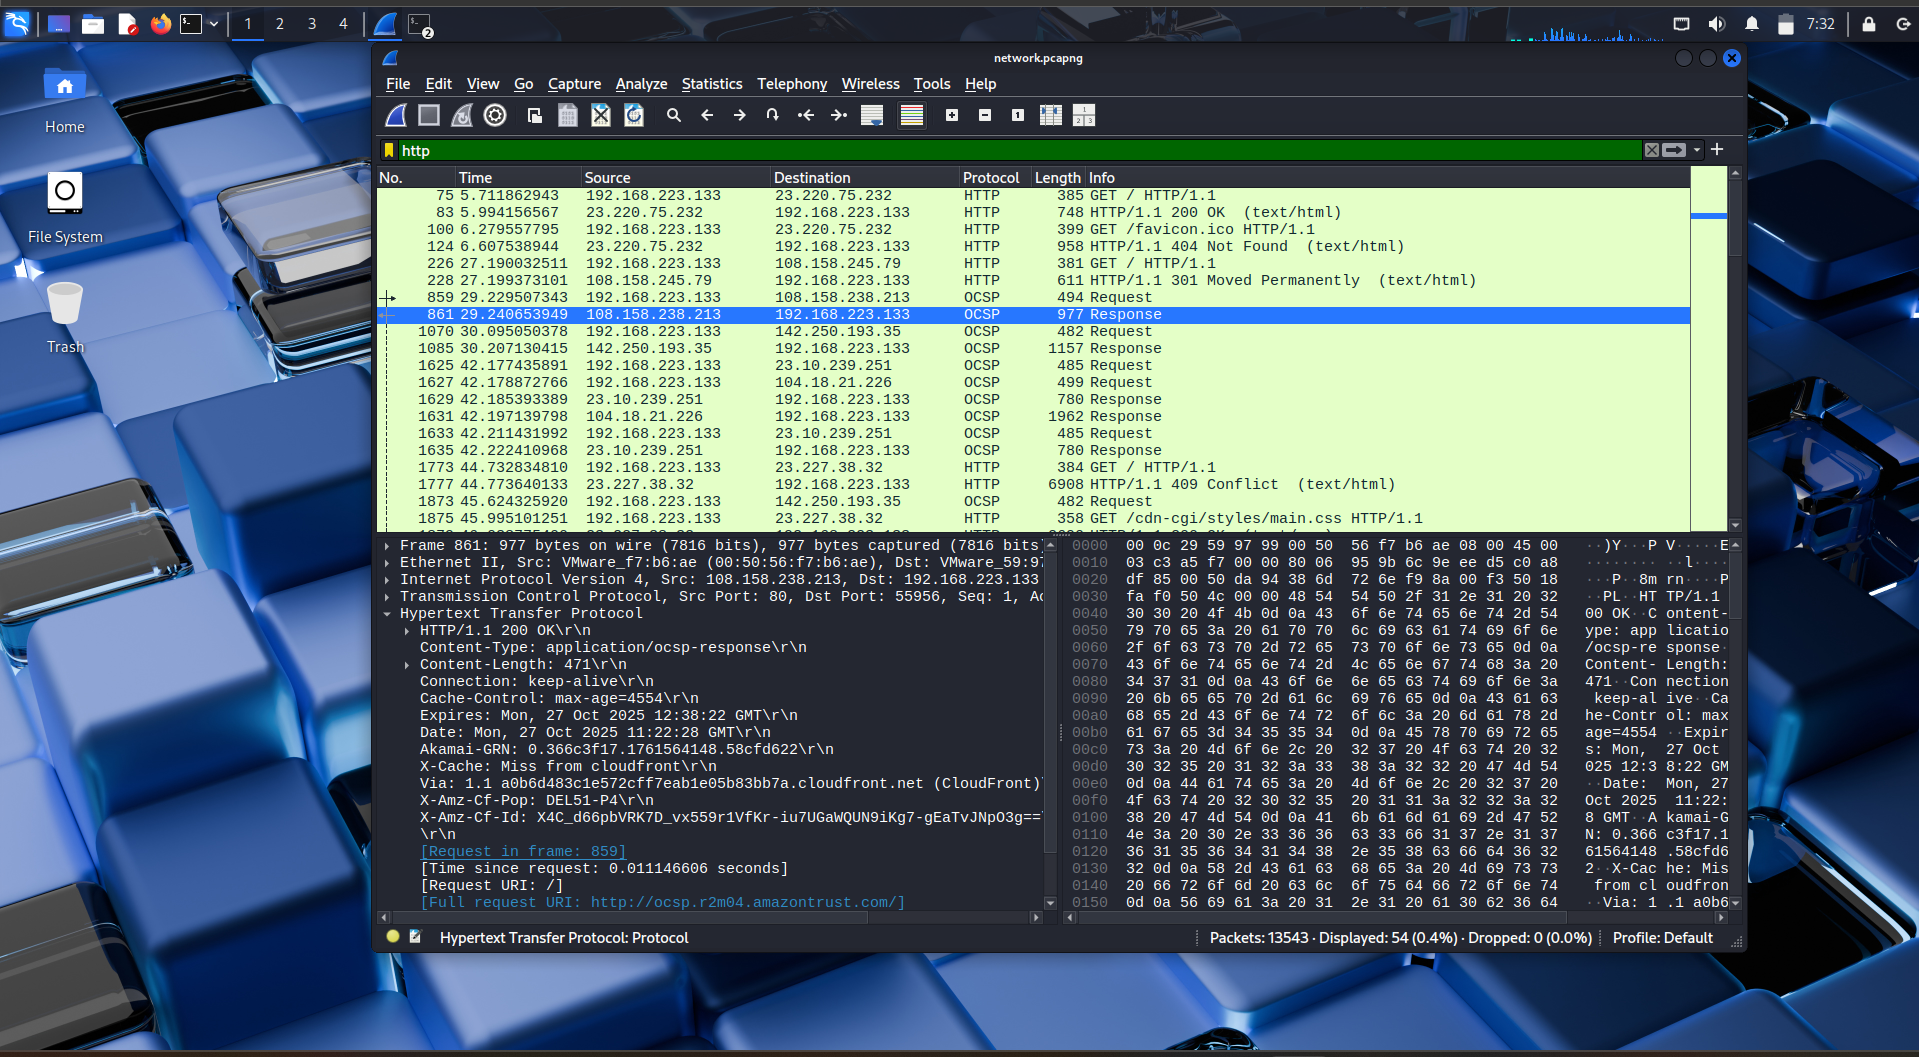 1 2 3 4 2 7:32
Home
File System
Trash
network.pcapng
File Edit View Go Capture Analyze Statistics Telephony Wireless Tools Help
http
No. Time Source Destination Protocol Length Info
75 5.711862943 192.168.223.133 23.220.75.232 HTTP 385 GET / HTTP/1.1
83 5.994156567 23.220.75.232 192.168.223.133 HTTP 748 HTTP/1.1 200 OK (text/html)
100 6.279557795 192.168.223.133 23.220.75.232 HTTP 399 GET /favicon.ico HTTP/1.1
124 6.607538944 23.220.75.232 192.168.223.133 HTTP 958 HTTP/1.1 404 Not Found (text/html)
226 27.190032511 192.168.223.133 108.158.245.79 HTTP 381 GET / HTTP/1.1
228 27.199373101 108.158.245.79 192.168.223.133 HTTP 611 HTTP/1.1 301 Moved Permanently (text/html)
859 29.229507343 192.168.223.133 108.158.238.213 OCSP 494 Request
861 29.240653949 108.158.238.213 192.168.223.133 OCSP 977 Response
1070 30.095050378 192.168.223.133 142.250.193.35 OCSP 482 Request
1085 30.207130415 142.250.193.35 192.168.223.133 OCSP 1157 Response
1625 42.177435891 192.168.223.133 23.10.239.251 OCSP 485 Request
1627 42.178872766 192.168.223.133 104.18.21.226 OCSP 499 Request
1629 42.185393389 23.10.239.251 192.168.223.133 OCSP 780 Response
1631 42.197139798 104.18.21.226 192.168.223.133 OCSP 1962 Response
1633 42.211431992 192.168.223.133 23.10.239.251 OCSP 485 Request
1635 42.222410968 23.10.239.251 192.168.223.133 OCSP 780 Response
1773 44.732834810 192.168.223.133 23.227.38.32 HTTP 384 GET / HTTP/1.1
1777 44.773640133 23.227.38.32 192.168.223.133 HTTP 6908 HTTP/1.1 409 Conflict (text/html)
1873 45.624325920 192.168.223.133 142.250.193.35 OCSP 482 Request
1875 45.995101251 192.168.223.133 23.227.38.32 HTTP 358 GET /cdn-cgi/styles/main.css HTTP/1.1
Frame 861: 977 bytes on wire (7816 bits), 977 bytes captured (7816 bits
Ethernet II, Src: VMware_f7:b6:ae (00:50:56:f7:b6:ae), Dst: VMware_59:97
Internet Protocol Version 4, Src: 108.158.238.213, Dst: 192.168.223.133
Transmission Control Protocol, Src Port: 80, Dst Port: 55956, Seq: 1, Ac
Hypertext Transfer Protocol
HTTP/1.1 200 OK\r\n
Content-Type: application/ocsp-response\r\n
Content-Length: 471\r\n
Connection: keep-alive\r\n
Cache-Control: max-age=4554\r\n
Expires: Mon, 27 Oct 2025 12:38:22 GMT\r\n
Date: Mon, 27 Oct 2025 11:22:28 GMT\r\n
Akamai-GRN: 0.366c3f17.1761564148.58cfd622\r\n
X-Cache: Miss from cloudfront\r\n
Via: 1.1 a0b6d483c1e572cff7eab1e05b83bb7a.cloudfront.net (CloudFront)
X-Amz-Cf-Pop: DEL51-P4\r\n
X-Amz-Cf-Id: X4C_d66pbVRK7D_vx559r1VfKr-iu7UGaWQUN9iKg7-gEaTvJNpO3g==
\r\n
[Request in frame: 859]
[Time since request: 0.011146606 seconds]
[Request URI: /]
[Full request URI: http://ocsp.r2m04.amazontrust.com/]
0000 00 0c 29 59 97 99 00 50 56 f7 b6 ae 08 00 45 00 ··)Y···P V·····E
0010 03 c3 a5 f7 00 00 80 06 95 9b 6c 9e ee d5 c0 a8 ········ ··l·····
0020 df 85 00 50 da 94 38 6d 72 6e f9 8a 00 f3 50 18 ···P··8m rn····P·
0030 fa f0 50 4c 00 00 48 54 54 50 2f 31 2e 31 20 32 ··PL··HT TP/1.1
0040 30 30 20 4f 4b 0d 0a 43 6f 6e 74 65 6e 74 2d 54 00 OK··C ontent-
0050 79 70 65 3a 20 61 70 70 6c 69 63 61 74 69 6f 6e ype: app licatio
0060 2f 6f 63 73 70 2d 72 65 73 70 6f 6e 73 65 0d 0a /ocsp-re sponse·
0070 43 6f 6e 74 65 6e 74 2d 4c 65 6e 67 74 68 3a 20 Content- Length:
0080 34 37 31 0d 0a 43 6f 6e 6e 65 63 74 69 6f 6e 3a 471··Con nection
0090 20 6b 65 65 70 2d 61 6c 69 76 65 0d 0a 43 61 63 keep-al ive··Ca
00a0 68 65 2d 43 6f 6e 74 72 6f 6c 3a 20 6d 61 78 2d he-Contr ol: max
00b0 61 67 65 3d 34 35 35 34 0d 0a 45 78 70 69 72 65 age=4554 ··Expir
00c0 73 3a 20 4d 6f 6e 2c 20 32 37 20 4f 63 74 20 32 s: Mon, 27 Oct
00d0 30 32 35 20 31 32 3a 33 38 3a 32 32 20 47 4d 54 025 12:3 8:22 GM
00e0 0d 0a 44 61 74 65 3a 20 4d 6f 6e 2c 20 32 37 20 ··Date: Mon, 27
00f0 4f 63 74 20 32 30 32 35 20 31 31 3a 32 32 3a 32 Oct 2025 11:22:
0100 38 20 47 4d 54 0d 0a 41 6b 61 6d 61 69 2d 47 52 8 GMT··A kamai-G
0110 4e 3a 20 30 2e 33 36 36 63 33 66 31 37 2e 31 37 N: 0.366 c3f17.1
0120 36 31 35 36 34 31 34 38 2e 35 38 63 66 64 36 32 61564148 .58cfd6
0130 32 0d 0a 58 2d 43 61 63 68 65 3a 20 4d 69 73 73 2··X-Cac he: Mis
0140 20 66 72 6f 6d 20 63 6c 6f 75 64 66 72 6f 6e 74 from cl oudfron
0150 0d 0a 56 69 61 3a 20 31 2e 31 20 61 30 62 36 64 ··Via: 1 .1 a0b6
Hypertext Transfer Protocol: Protocol
Packets: 13543 · Displayed: 54 (0.4%) · Dropped: 0 (0.0%)
Profile: Default